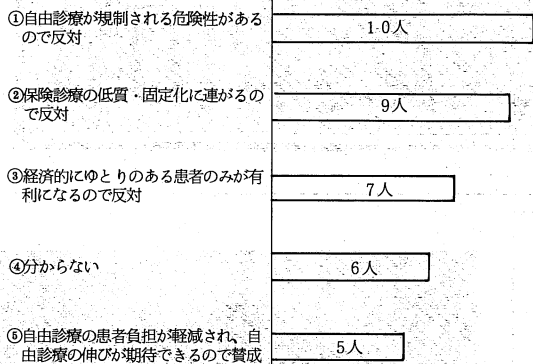 ①自由診療が規制される危険性がある
ので反対
10人
②保険診療の低質・固定化に連がるの
で反対
9人
③経済的にゆとりのある患者のみが有
利になるので反対
7人
④分からない
6人
⑤自由診療の患者負担が軽減され、自
由診療の伸びが期待できるので賛成
5人